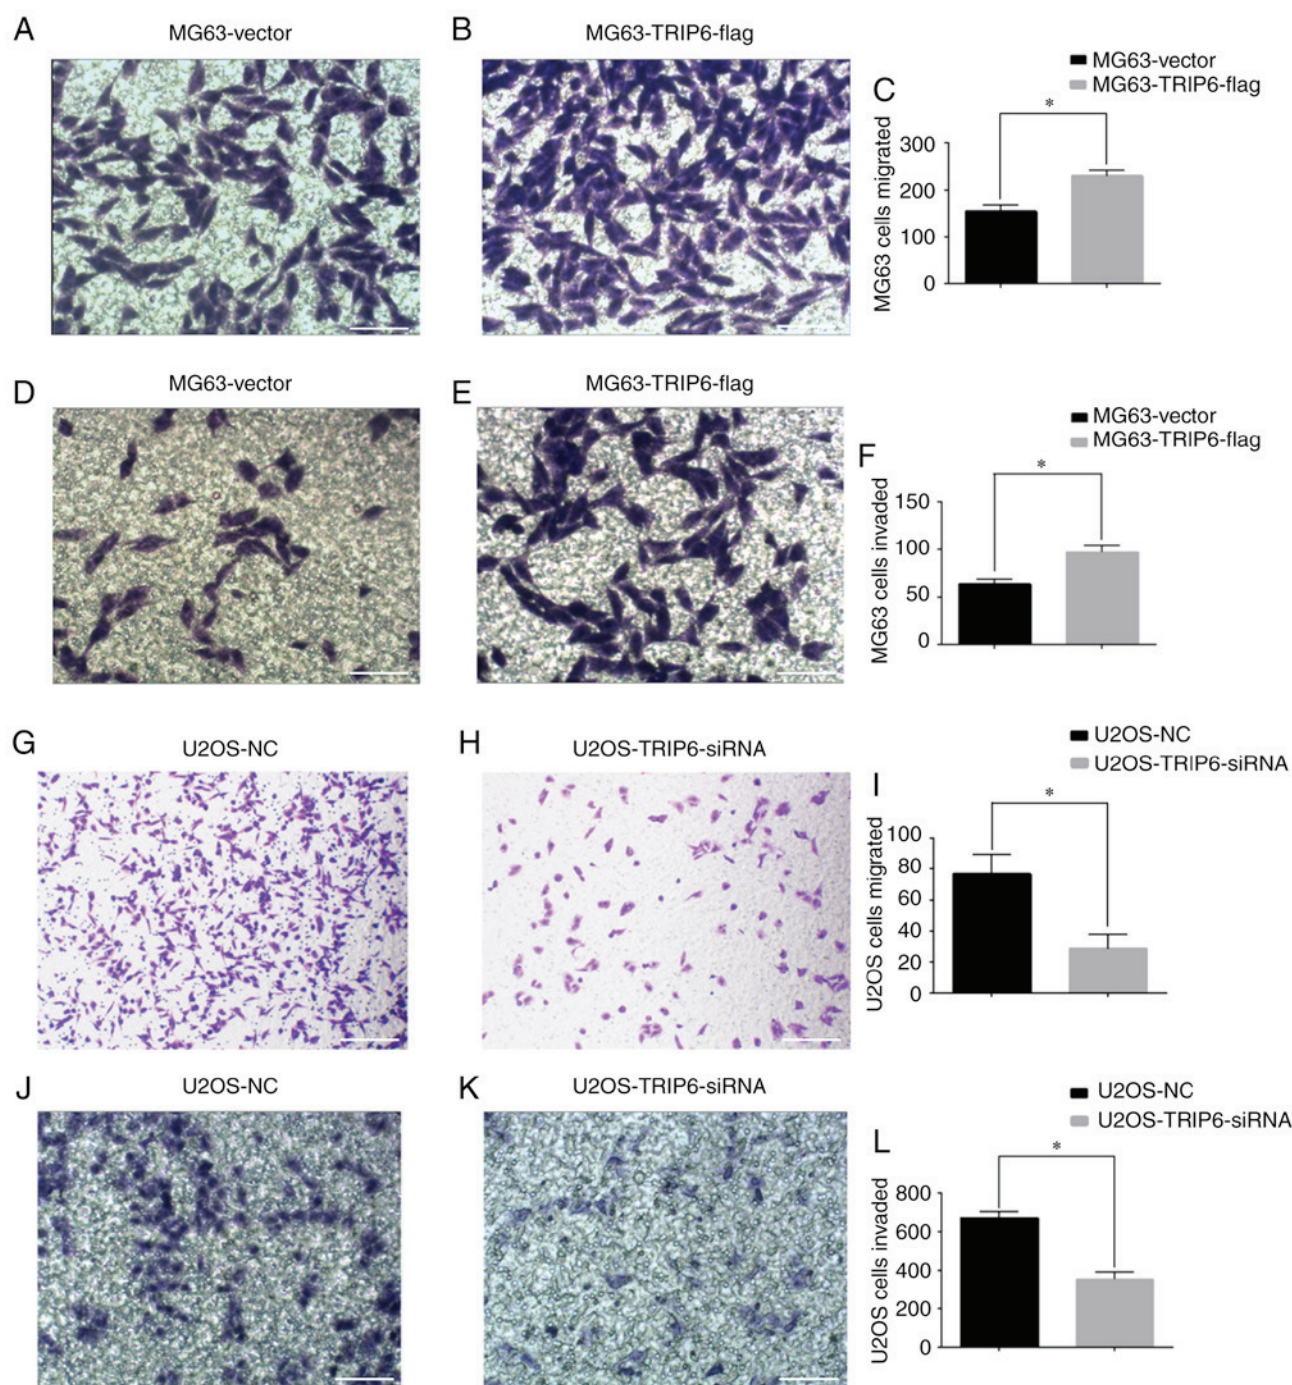 A
MG63-vector
B
MG63-TRIP6-flag
C
MG63-vector
MG63-TRIP6-flag
*
MG63 cells migrated
300
200
100
0
D
MG63-vector
E
MG63-TRIP6-flag
F
MG63-vector
MG63-TRIP6-flag
*
MG63 cells invaded
150
100
50
0
G
U2OS-NC
H
U2OS-TRIP6-siRNA
I
U2OS-NC
U2OS-TRIP6-siRNA
*
U2OS cells migrated
100
80
60
40
20
0
J
U2OS-NC
K
U2OS-TRIP6-siRNA
L
U2OS-NC
U2OS-TRIP6-siRNA
*
U2OS cells invaded
800
600
400
200
0